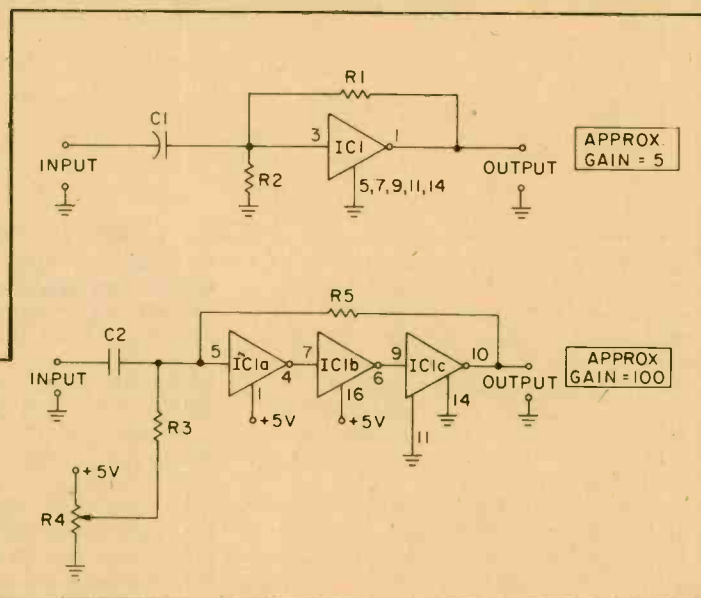 R1
C1
3
IC1
1
INPUT
R2
5,7,9,11,14
OUTPUT
APPROX.
GAIN = 5
R5
C2
5
IC1a
4
7
IC1b
6
9
IC1c
10
INPUT
1
16
14
OUTPUT
APPROX
GAIN =100
R3
+5V
+5V
11
+5V
R4